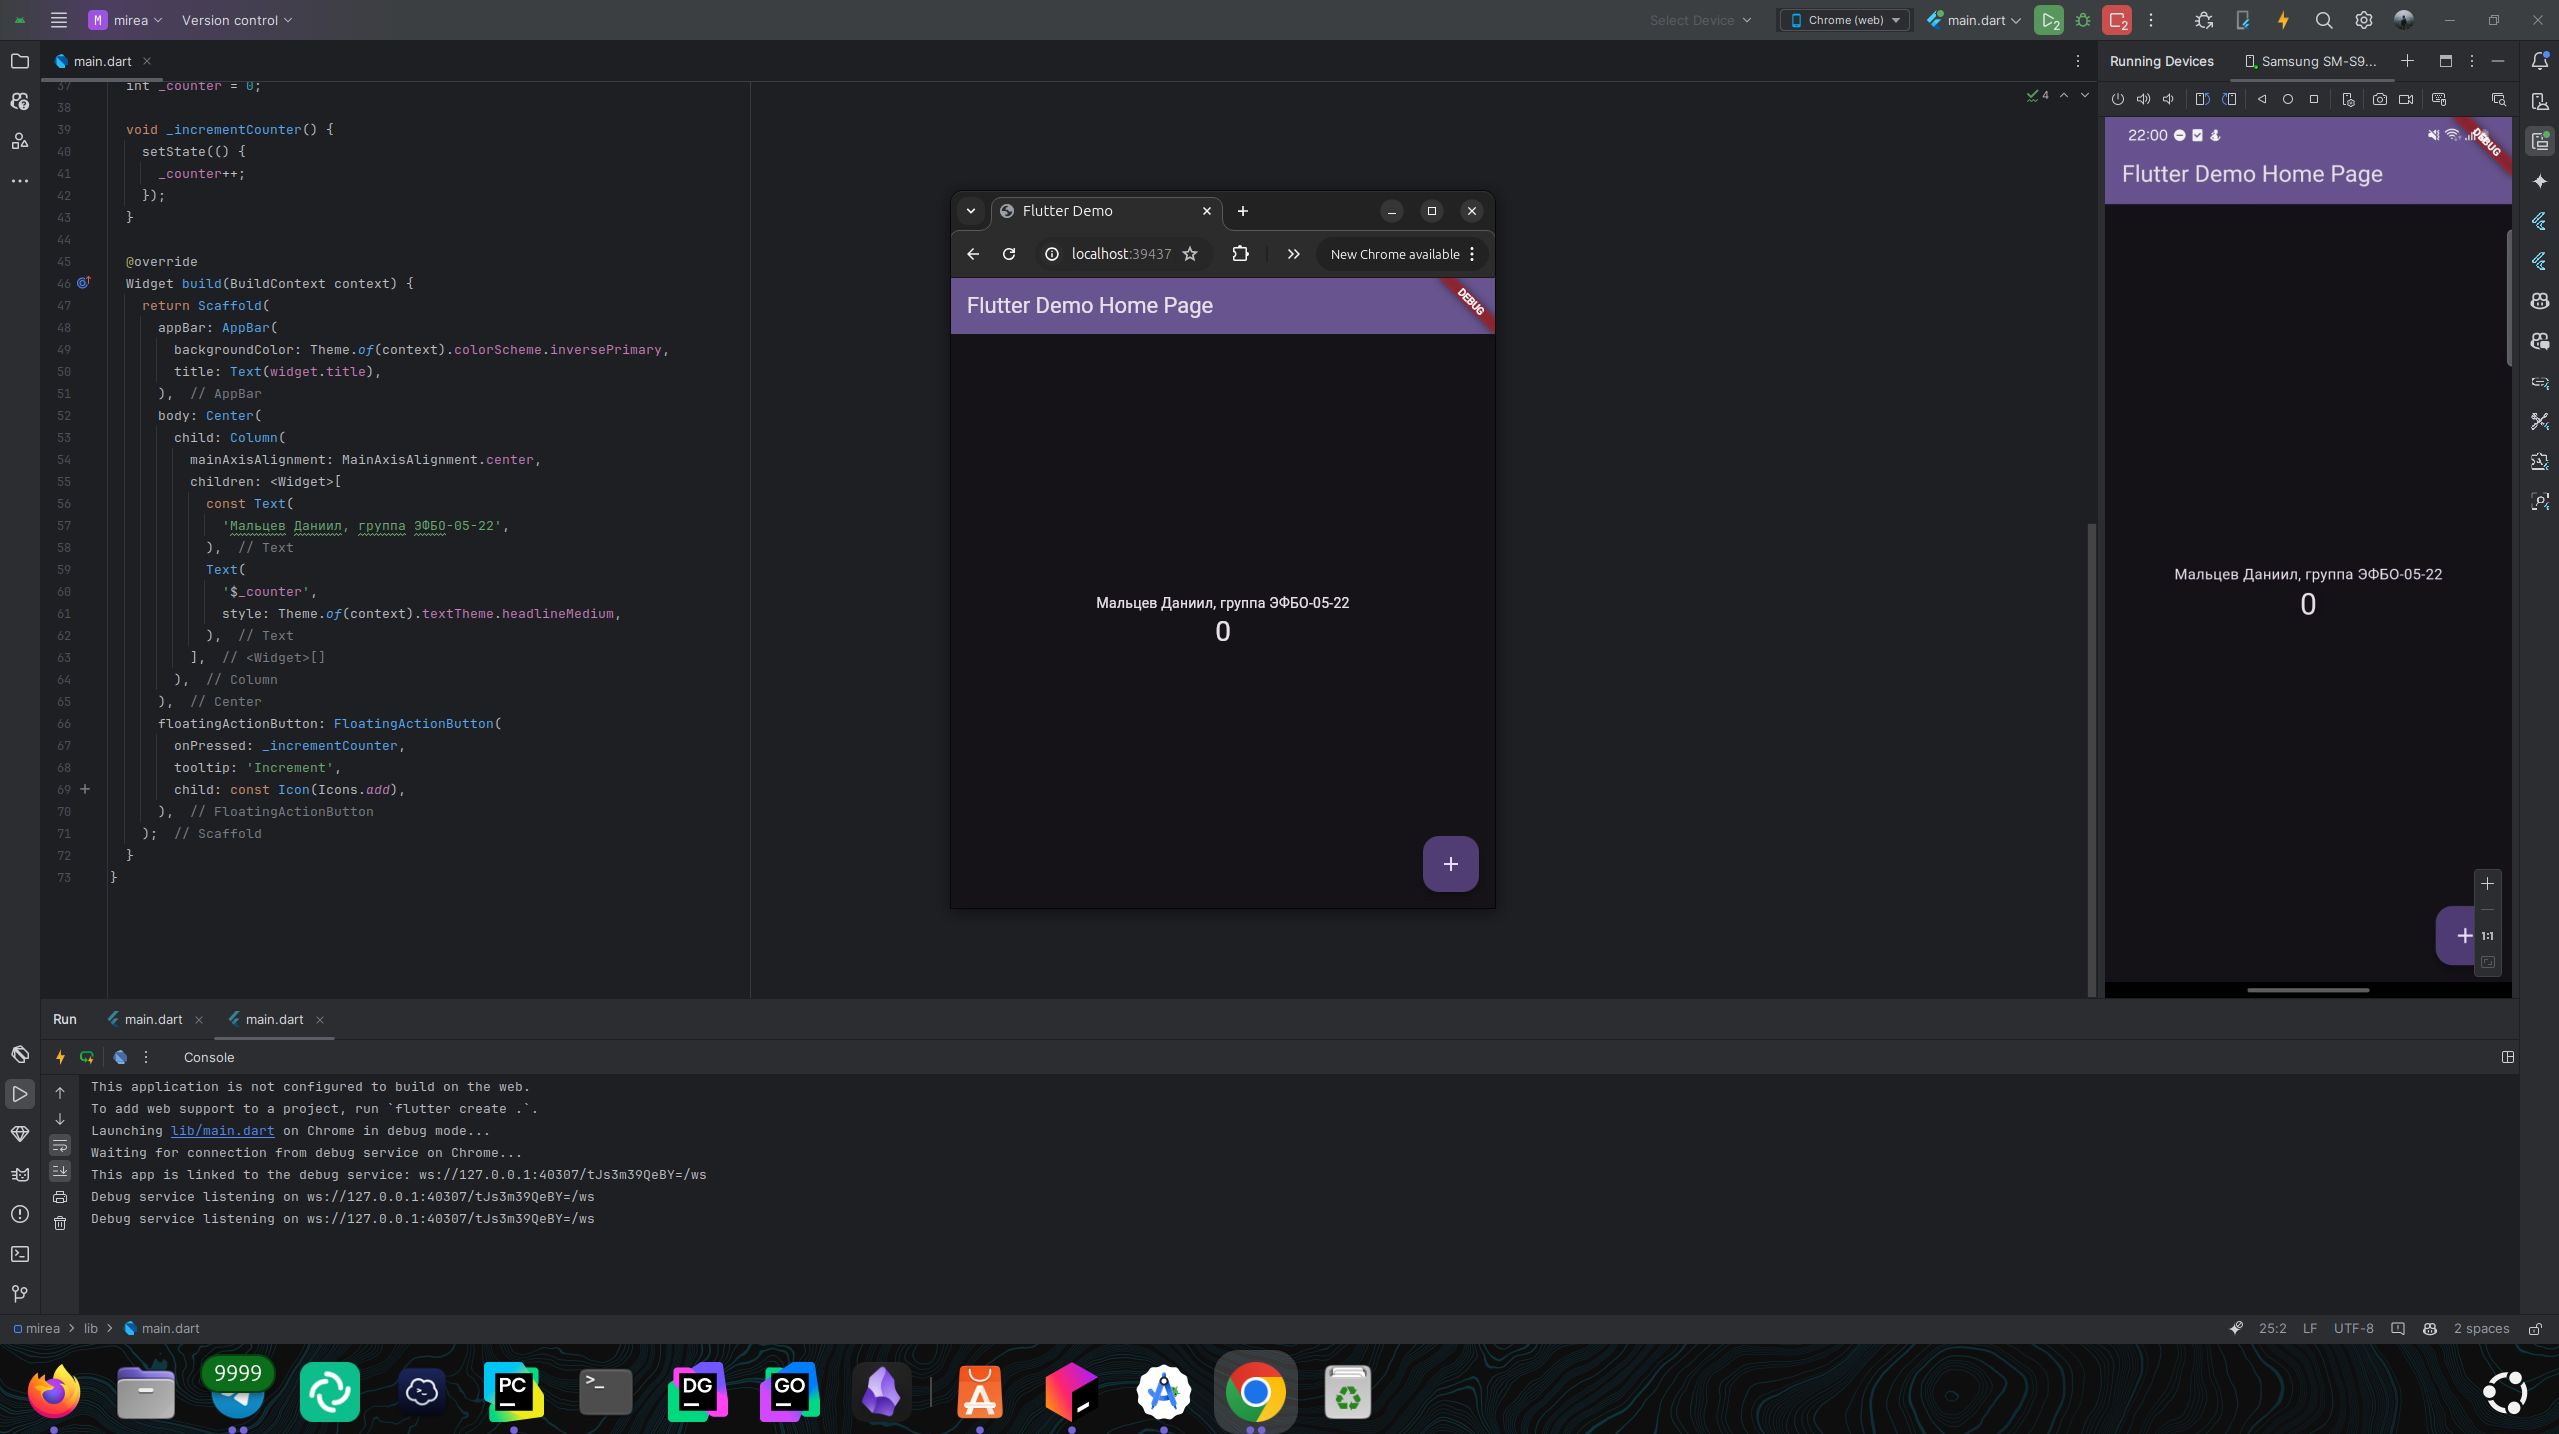 M mirea Version control Select Device Chrome (web) main.dart 2 2
main.dart
37 int _counter = 0;
38
39 void _incrementCounter() {
40 setState(() {
41 _counter++;
42 });
43 }
44
45 @override
46 Widget build(BuildContext context) {
47 return Scaffold(
48 appBar: AppBar(
49 backgroundColor: Theme.of(context).colorScheme.inversePrimary,
50 title: Text(widget.title),
51 ), // AppBar
52 body: Center(
53 child: Column(
54 mainAxisAlignment: MainAxisAlignment.center,
55 children: <Widget>[
56 const Text(
57 'Мальцев Даниил, группа ЭФБО-05-22',
58 ), // Text
59 Text(
60 '$_counter',
61 style: Theme.of(context).textTheme.headlineMedium,
62 ), // Text
63 ], // <Widget>[]
64 ), // Column
65 ), // Center
66 floatingActionButton: FloatingActionButton(
67 onPressed: _incrementCounter,
68 tooltip: 'Increment',
69 child: const Icon(Icons.add),
70 ), // FloatingActionButton
71 ); // Scaffold
72 }
73 }
4
Flutter Demo
localhost:39437 New Chrome available
Flutter Demo Home Page
DEBUG
Мальцев Даниил, группа ЭФБО-05-22
0
+
Running Devices Samsung SM-S9...
22:00
DEBUG
Flutter Demo Home Page
Мальцев Даниил, группа ЭФБО-05-22
0
+
1:1
Run main.dart main.dart
Console
This application is not configured to build on the web.
To add web support to a project, run `flutter create .`.
Launching lib/main.dart on Chrome in debug mode...
Waiting for connection from debug service on Chrome...
This app is linked to the debug service: ws://127.0.0.1:40307/tJs3m39QeBY=/ws
Debug service listening on ws://127.0.0.1:40307/tJs3m39QeBY=/ws
Debug service listening on ws://127.0.0.1:40307/tJs3m39QeBY=/ws
mirea > lib > main.dart 25:2 LF UTF-8 2 spaces
9999
PC
>_
DG
GO